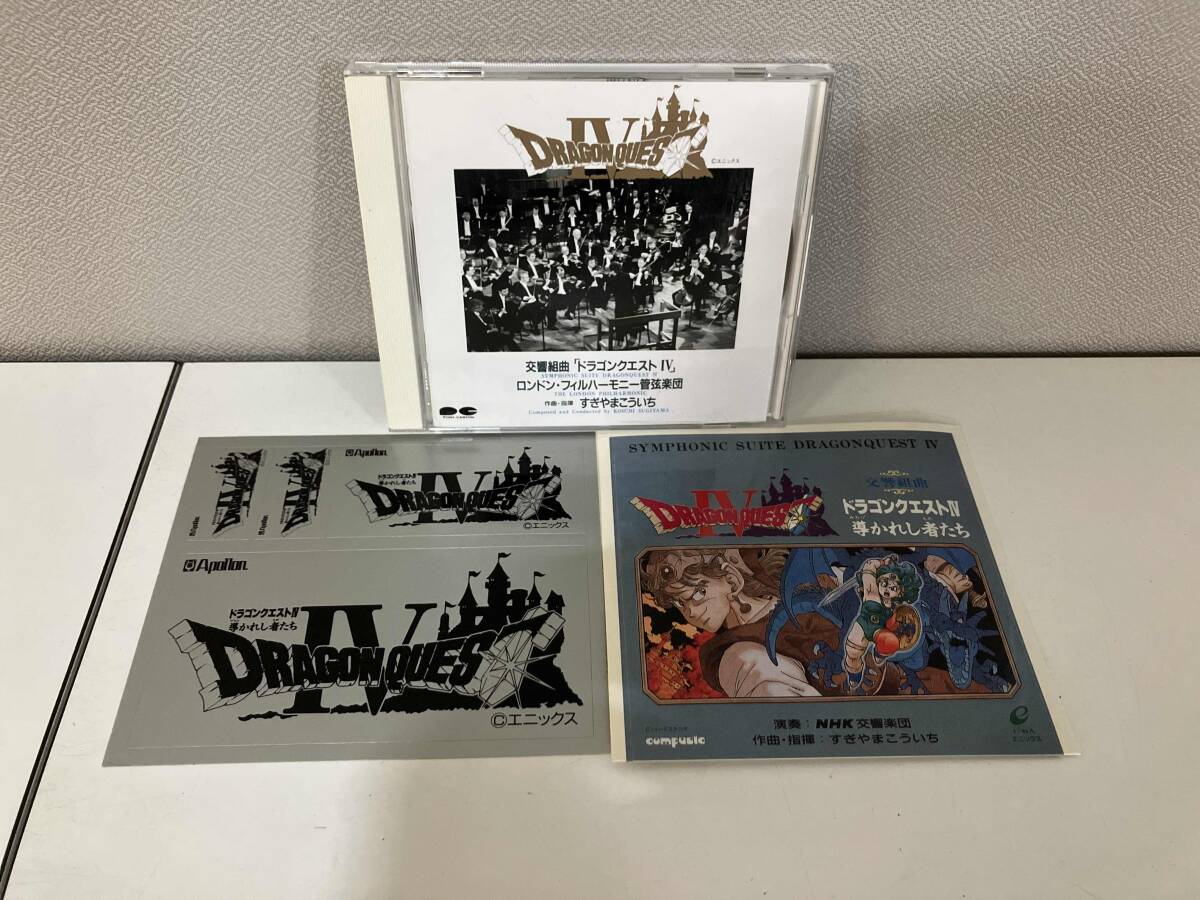 IV
DRAGON QUEST
©エニックス
交響組曲「ドラゴンクエスト IV」
SYMPHONIC SUITE DRAGONQUEST IV
ロンドン・フィルハーモニー管弦楽団
THE LONDON PHILHARMONIC
作曲・指揮 すぎやまこういち
Composed and Conducted by KOICHI SUGIYAMA
PONY CANYON
Apollon
Apollon
Apollon
ドラゴンクエストIV
導かれし者たち
IV
DRAGON QUEST
©エニックス
Apollon
ドラゴンクエストIV
導かれし者たち
IV
DRAGON QUEST
©エニックス
SYMPHONIC SUITE DRAGONQUEST IV
交響組曲
ドラゴンクエストIV
導かれし者たち
IV
DRAGON QUEST
演奏：NHK交響楽団
作曲・指揮：すぎやまこういち
compusic
エニックス